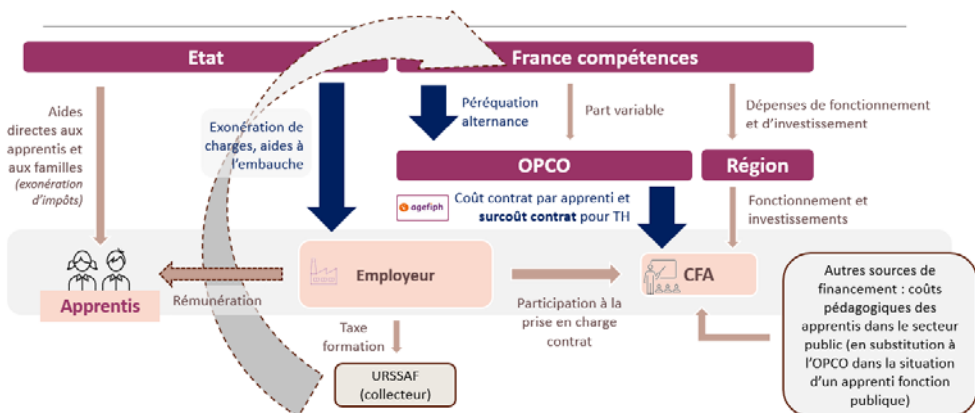 Etat
France compétences
Aides
directes aux
apprentis et
aux familles
(exonération
d'impôts)
Exonération de
charges, aides à
l'embauche
Péréquation
alternance
Part variable
Dépenses de fonctionnement
et d'investissement
OPCO
Région
agefiph
Coût contrat par apprenti et
surcoût contrat pour TH
Fonctionnement et
investissements
Apprentis
Rémunération
Employeur
Participation à la
prise en charge
contrat
CFA
Taxe
formation
URSSAF
(collecteur)
Autres sources de
financement : coûts
pédagogiques des
apprentis dans le secteur
public (en substitution à
l'OPCO dans la situation
d'un apprenti fonction
publique)